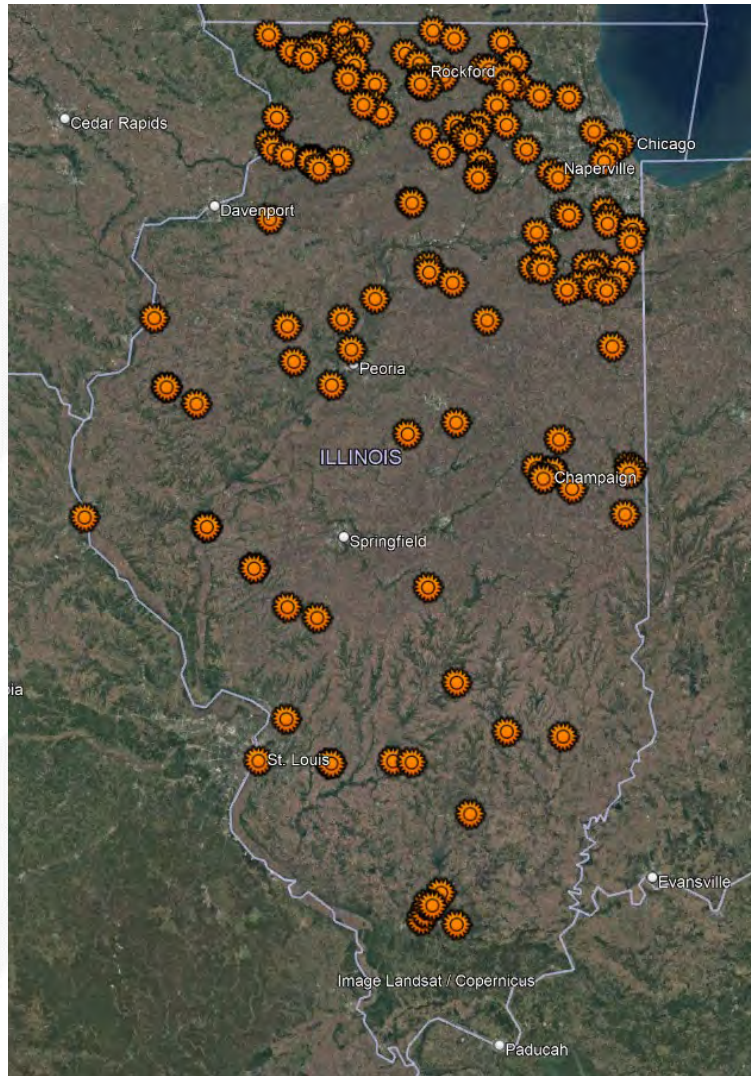 Rockford
Cedar Rapids
Chicago
Naperville
Davenport
Peoria
ILLINOIS
Champaign
Springfield
St. Louis
Evansville
Image Landsat / Copernicus
Paducah